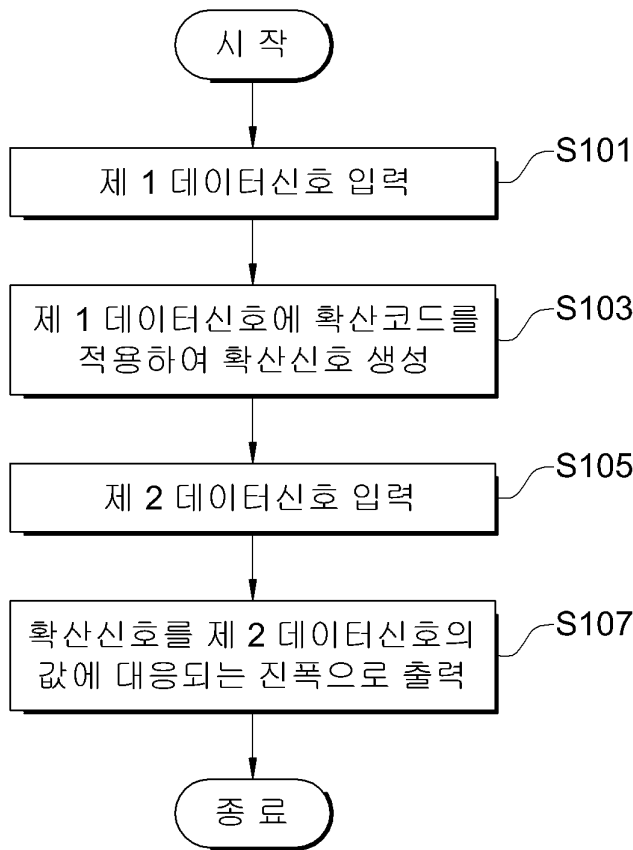 시 작
S101
제 1 데이터신호 입력
S103
제 1 데이터신호에 확산코드를
적용하여 확산신호 생성
S105
제 2 데이터신호 입력
S107
확산신호를 제 2 데이터신호의
값에 대응되는 진폭으로 출력
종 료